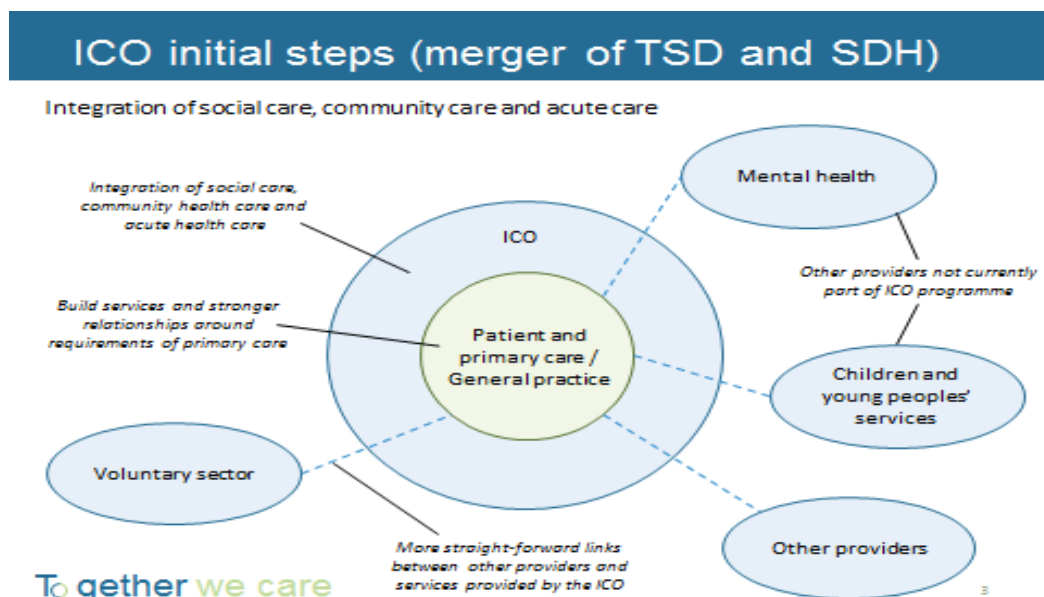 ICO initial steps (merger of TSD and SDH)
Integration of social care, community care and acute care
Integration of social care,
community health care and
acute health care
ICO
Mental health
Other providers not currently
part of ICO programme
Build services and stronger
relationships around
requirements of primary care
Patient and
primary care /
General practice
Children and
young peoples'
services
Voluntary sector
More straight-forward links
between other providers and
services provided by the ICO
Other providers
Together we care
3